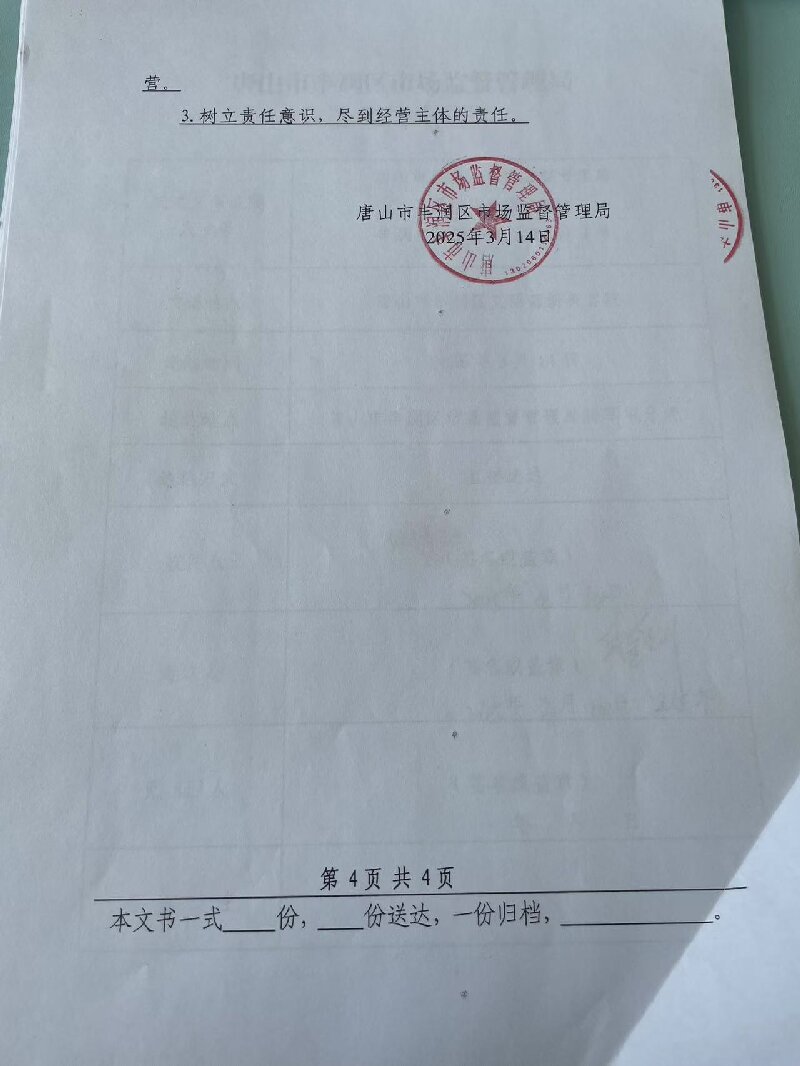 营。
3. 树立责任意识，尽到经营主体的责任。
唐山市丰润区市场监督管理局
2025年3月14日
第 4页 共 4页
本文书一式____份，____份送达，一份归档，____________。